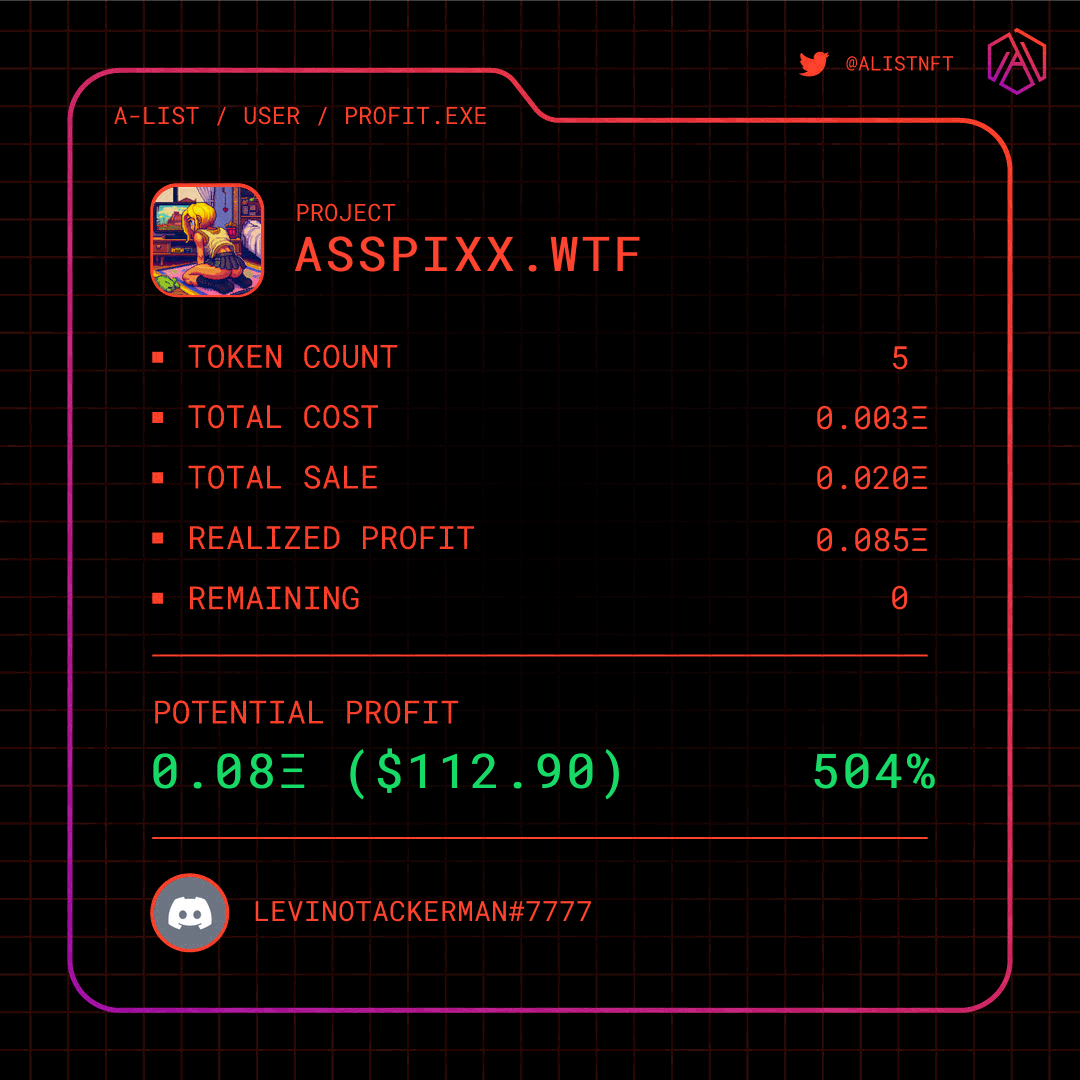 @ALISTNFT
A-LIST / USER / PROFIT.EXE
PROJECT
ASSPIXX.WTF
TOKEN COUNT 5
TOTAL COST 0.003Ξ
TOTAL SALE 0.020Ξ
REALIZED PROFIT 0.085Ξ
REMAINING 0
POTENTIAL PROFIT
0.08Ξ ($112.90) 504%
LEVINOTACKERMAN#7777